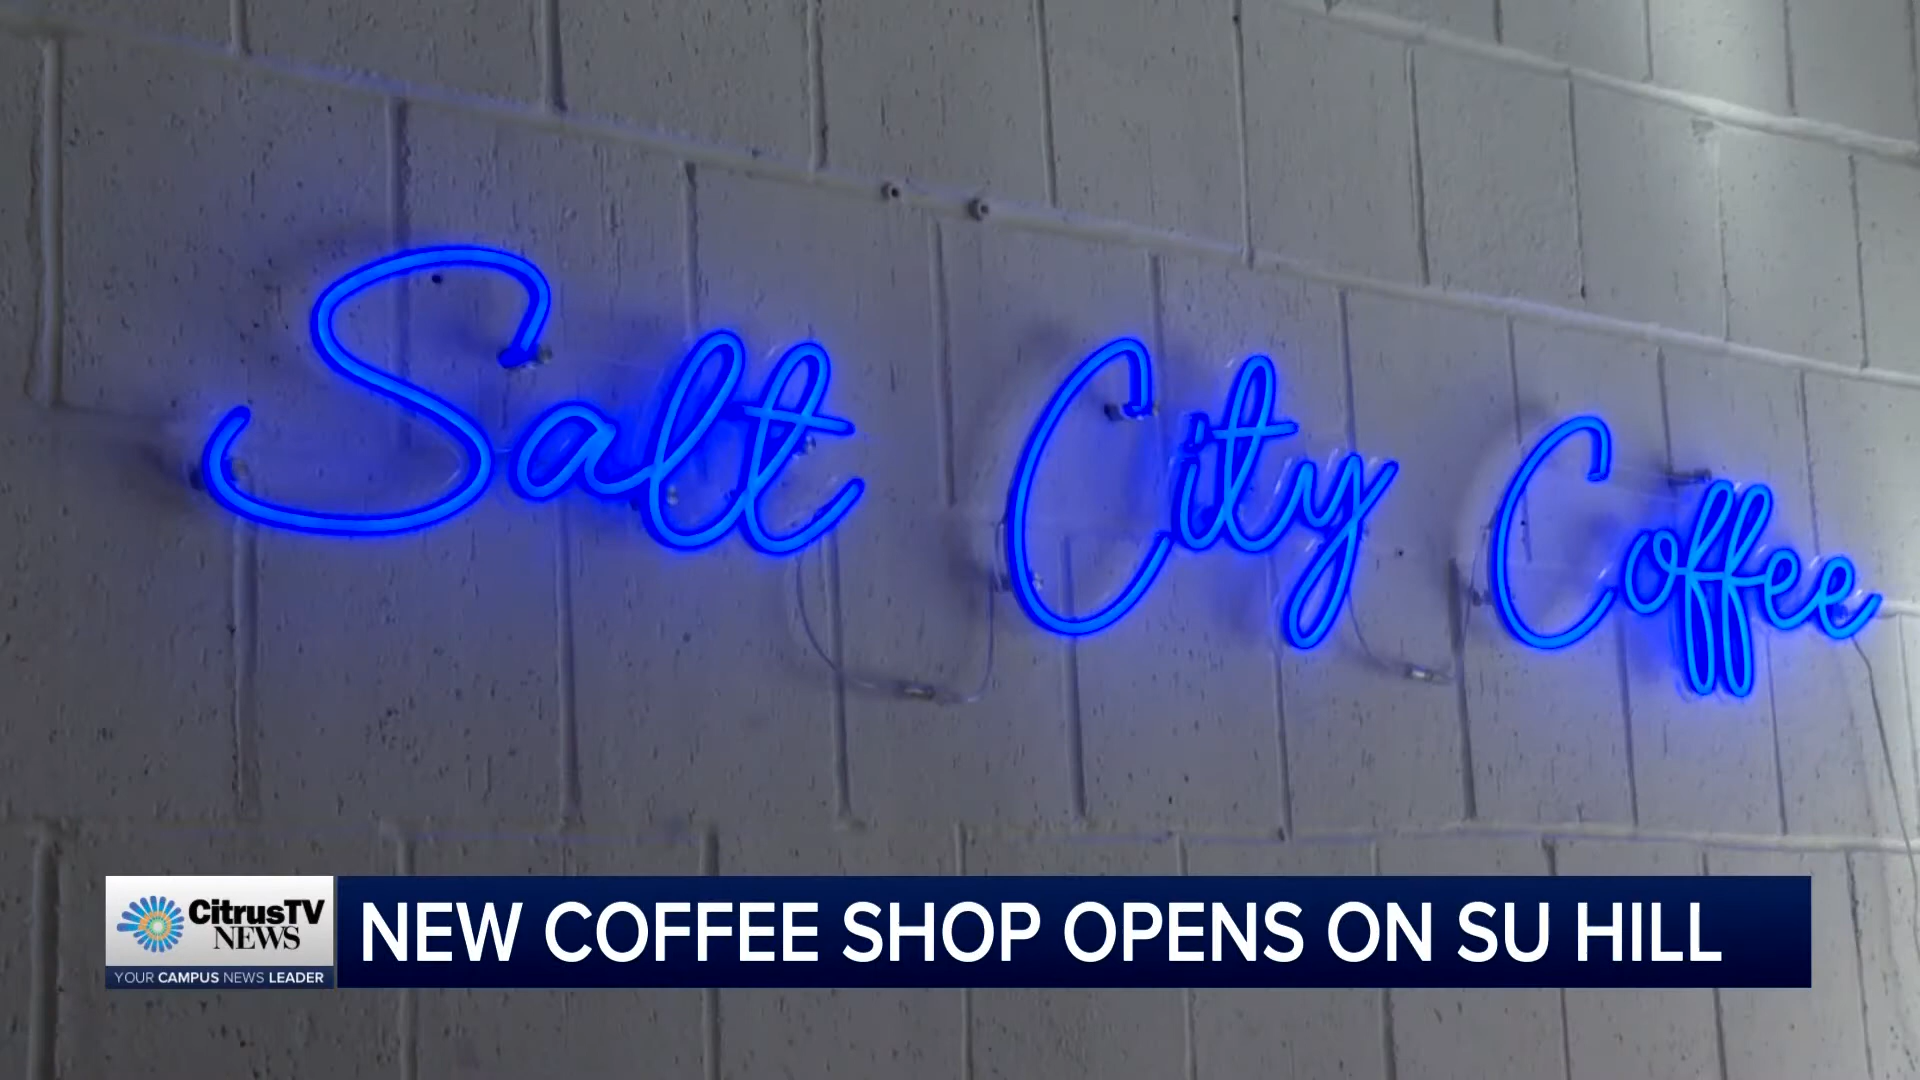 Salt City Coffee
CitrusTV
NEWS
YOUR CAMPUS NEWS LEADER
NEW COFFEE SHOP OPENS ON SU HILL